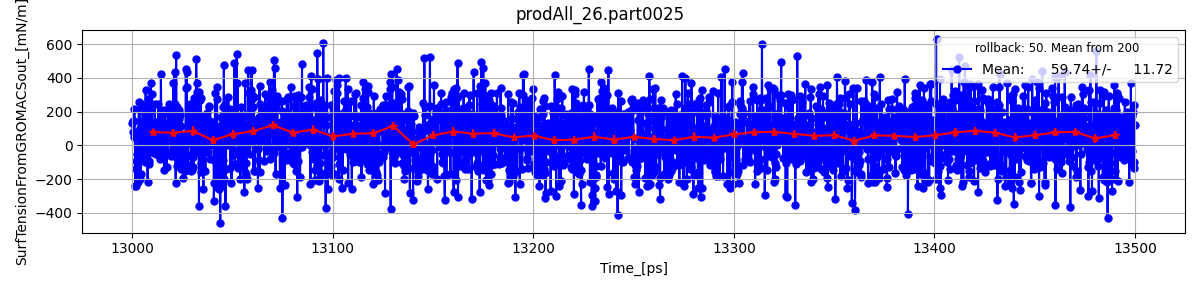 prodAll_26.part0025
SurfTensionFromGROMACSout_[mN/m]
600
400
200
0
−200
−400
rollback: 50. Mean from 200
Mean: 59.74+/- 11.72
13000
13100
13200
13300
13400
13500
Time_[ps]